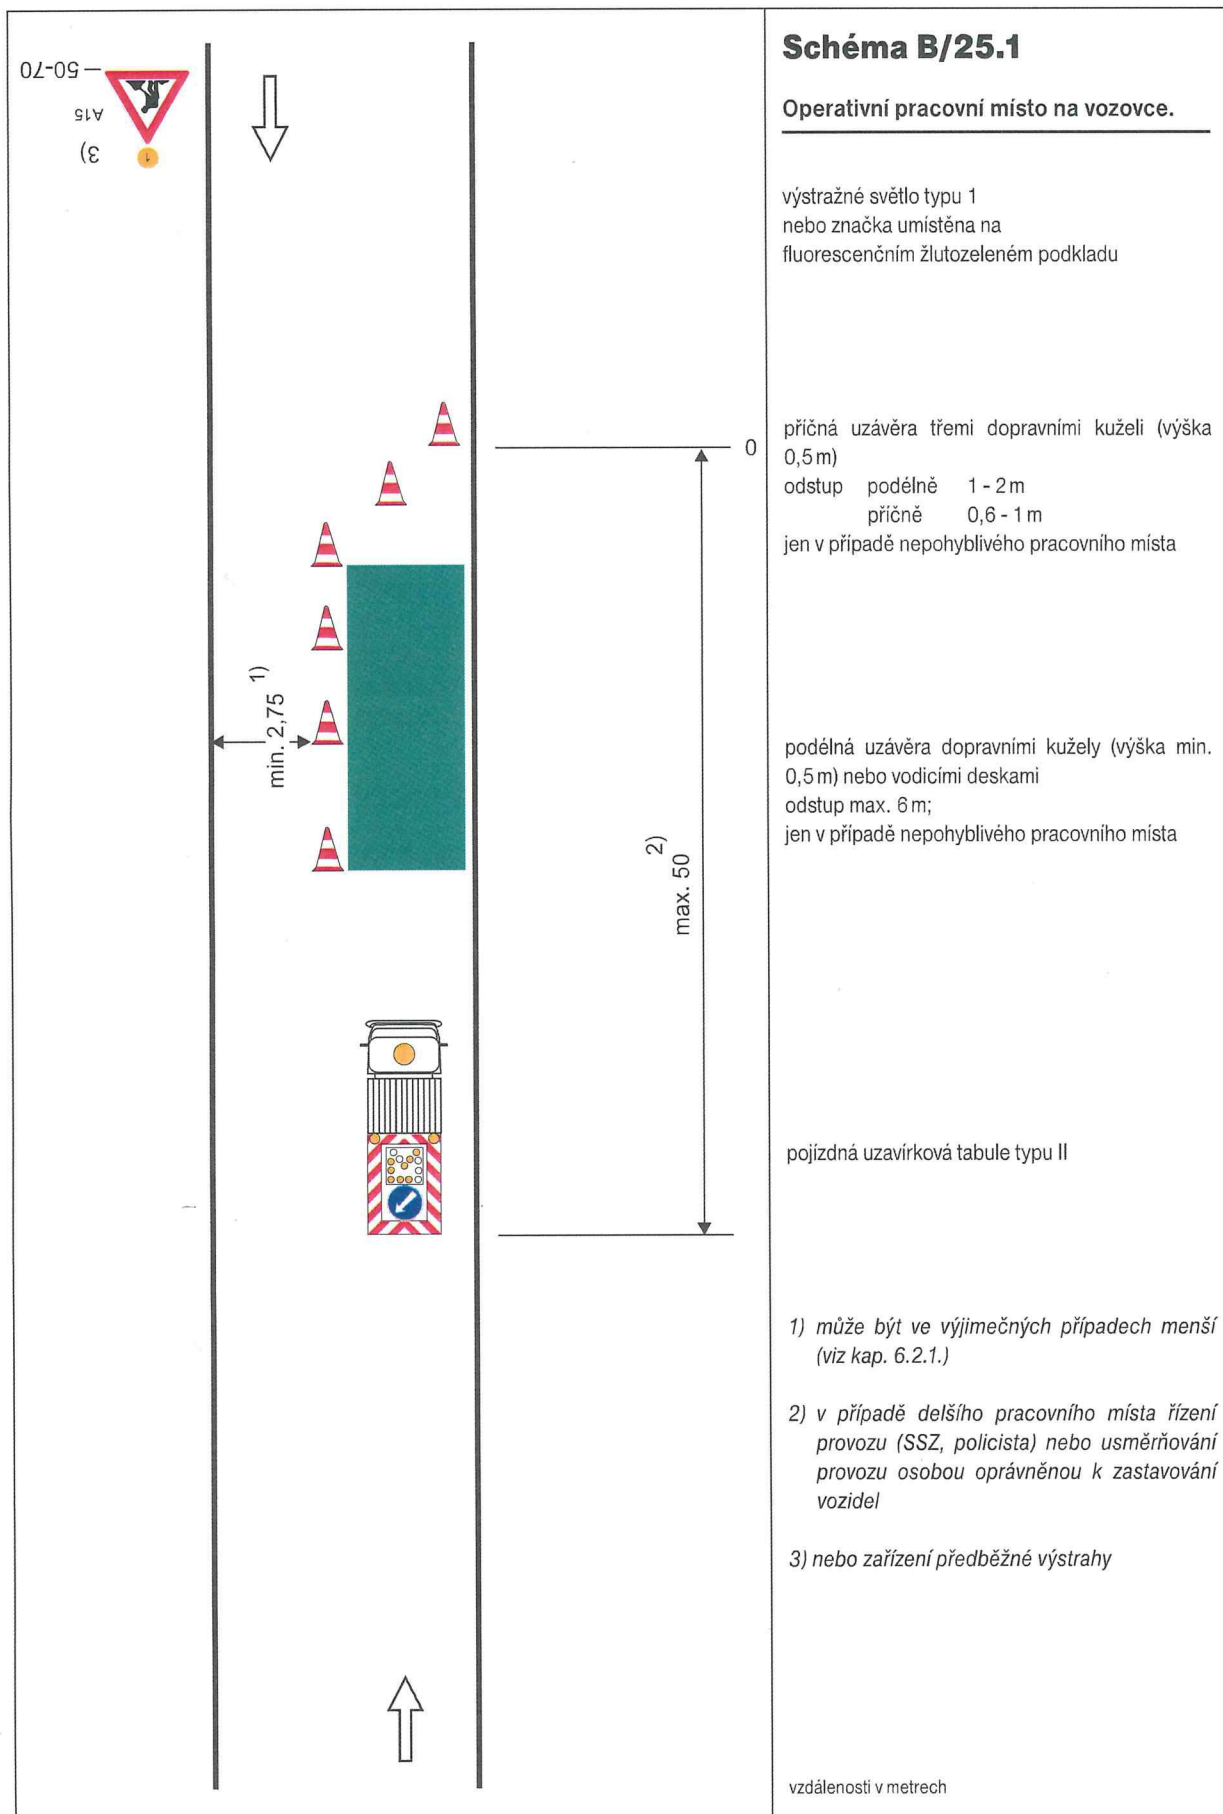 Schéma B/25.1
Operativní pracovní místo na vozovce.
50-70
A15
3)
1
výstražné světlo typu 1
nebo značka umístěna na
fluorescenčním žlutozeleném podkladu
0
příčná uzávěra třemi dopravními kuželi (výška
0,5 m)
odstup podélně 1 - 2 m
příčně 0,6 - 1 m
jen v případě nepohyblivého pracovního místa
min. 2,75 1)
podélná uzávěra dopravními kužely (výška min.
0,5 m) nebo vodicími deskami
odstup max. 6 m;
jen v případě nepohyblivého pracovního místa
max. 50 2)
pojízdná uzavírková tabule typu II
1) může být ve výjimečných případech menší
(viz kap. 6.2.1.)
2) v případě delšího pracovního místa řízení
provozu (SSZ, policista) nebo usměrňování
provozu osobou oprávněnou k zastavování
vozidel
3) nebo zařízení předběžné výstrahy
vzdálenosti v metrech